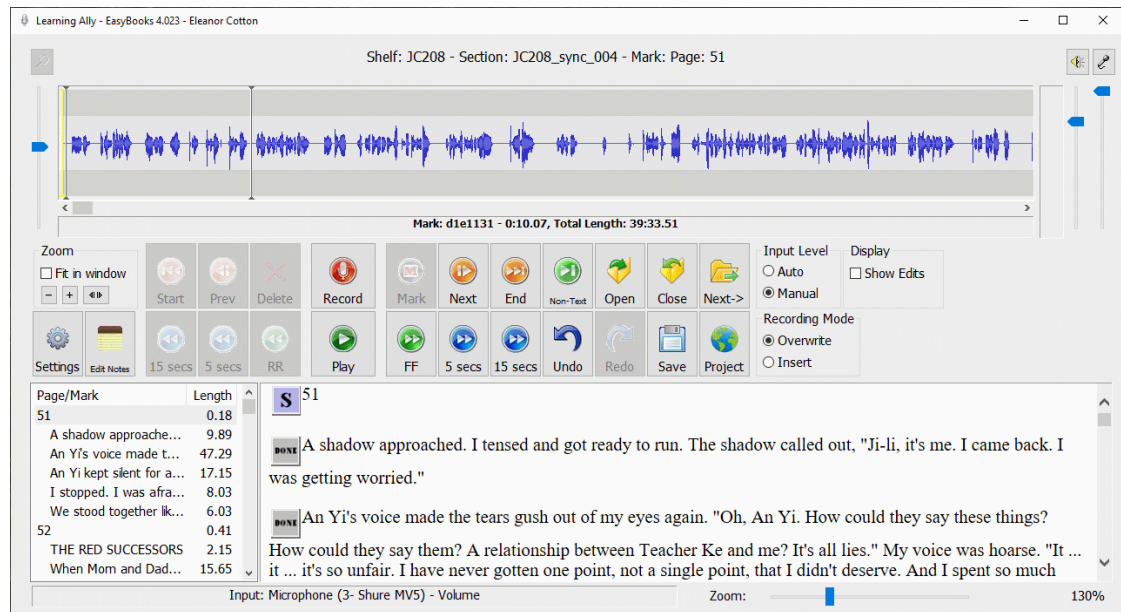 Learning Ally - EasyBooks 4.023 - Eleanor Cotton
Shelf: JC208 - Section: JC208_sync_004 - Mark: Page: 51
Mark: d1e1131 - 0:10.07, Total Length: 39:33.51
Zoom
Fit in window
Start
Prev
Delete
Record
M
Mark
Next
End
Non-Text
Open
Close
Next->
Input Level
Auto
Manual
Display
Show Edits
Settings
Edit Notes
15 secs
5 secs
RR
Play
FF
5 secs
15 secs
Undo
Redo
Save
Project
Recording Mode
Overwrite
Insert
Page/Mark Length
51 0.18
A shadow approache... 9.89
An Yi's voice made t... 47.29
An Yi kept silent for a... 17.15
I stopped. I was afra... 8.03
We stood together lik... 6.03
52 0.41
THE RED SUCCESSORS 2.15
When Mom and Dad... 15.65
S 51
DONE A shadow approached. I tensed and got ready to run. The shadow called out, "Ji-li, it's me. I came back. I
was getting worried."
DONE An Yi's voice made the tears gush out of my eyes again. "Oh, An Yi. How could they say these things?
How could they say them? A relationship between Teacher Ke and me? It's all lies." My voice was hoarse. "It ...
it ... it's so unfair. I have never gotten one point, not a single point, that I didn't deserve. And I spent so much
Input: Microphone (3- Shure MV5) - Volume
Zoom:
130%